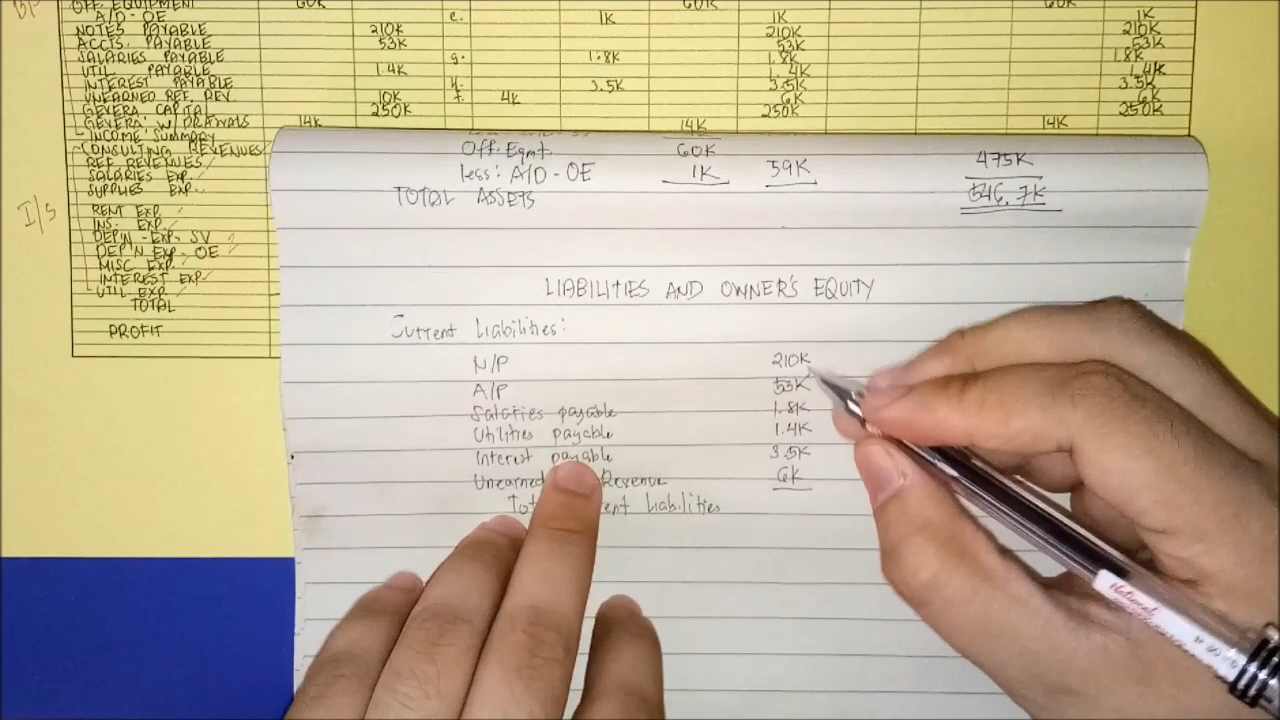 OFF. EQUIPMENT 60K 60K 60K
A/D - OE e. 1K 1K 1K
NOTES PAYABLE 210K 210K 210K
ACCTS. PAYABLE 53K 53K 53K
SALARIES PAYABLE g. 1.8K 1.8K 1.8K
UTIL. PAYABLE 1.4K 1.4K 1.4K
INTEREST PAYABLE 3.5K 3.5K 3.5K
UNEARNED REF. REV. 10K f. 4K 6K 6K
GEVERA CAPITAL 250K 250K 250K
GEVERA W/DRAWALS 14K 14K 14K
INCOME SUMMARY
CONSULTING REVENUES
REF. REVENUES
SALARIES EXP.
SUPPLIES EXP.
I/S
RENT EXP.
INS. EXP.
DEP'N - EXP - SV
DEP'N EXP - OE
MISC EXP.
INTEREST EXP
UTIL EXP.
TOTAL
PROFIT
Off. Eqmt. 60K
less: A/D - OE 1K 59K 475K
TOTAL ASSETS 546.7K
LIABILITIES AND OWNER'S EQUITY
Current Liabilities:
N/P 210K
A/P 53K
Salaries payable 1.8K
Utilities payable 1.4K
Interest payable 3.5K
Unearned Revenue 6K
Liabilities